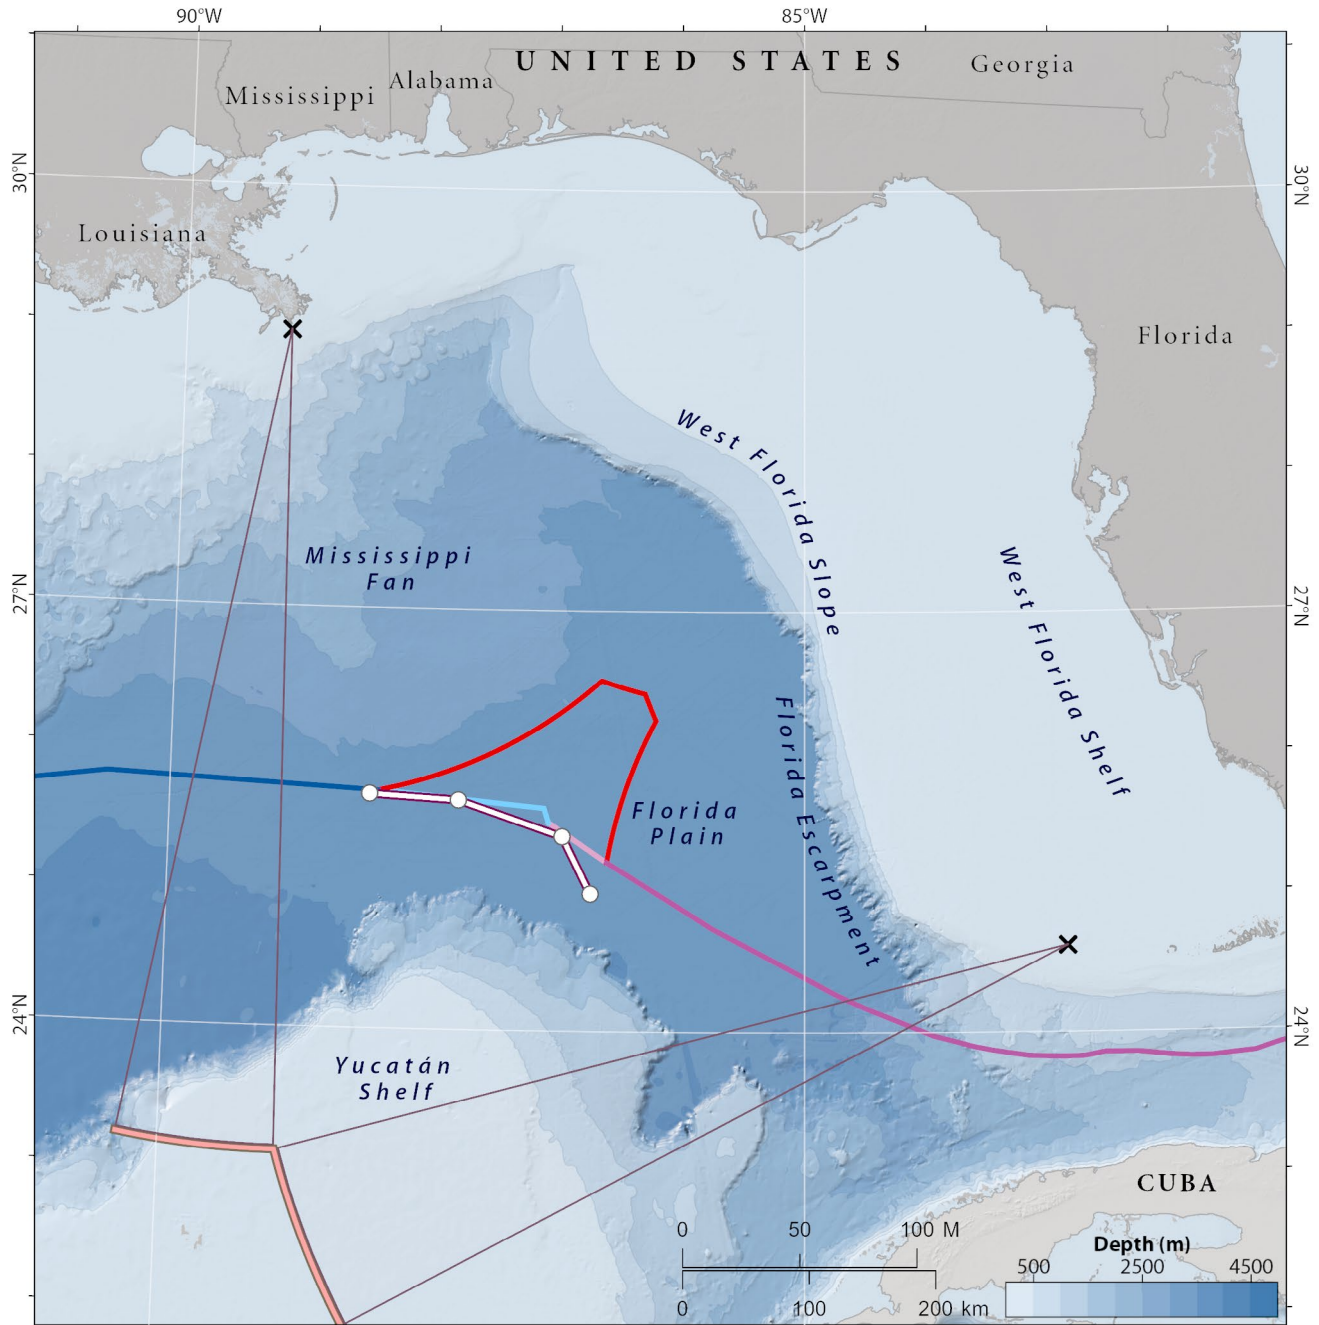 90°W
85°W
UNITED STATES
Georgia
Alabama
Mississippi
30°N
30°N
Louisiana
Florida
West Florida Slope
Mississippi
Fan
West Florida Shelf
27°N
27°N
Florida Escarpment
Florida
Plain
24°N
24°N
Yucatán
Shelf
CUBA
0 50 100 M
Depth (m)
500 2500 4500
0 100 200 km